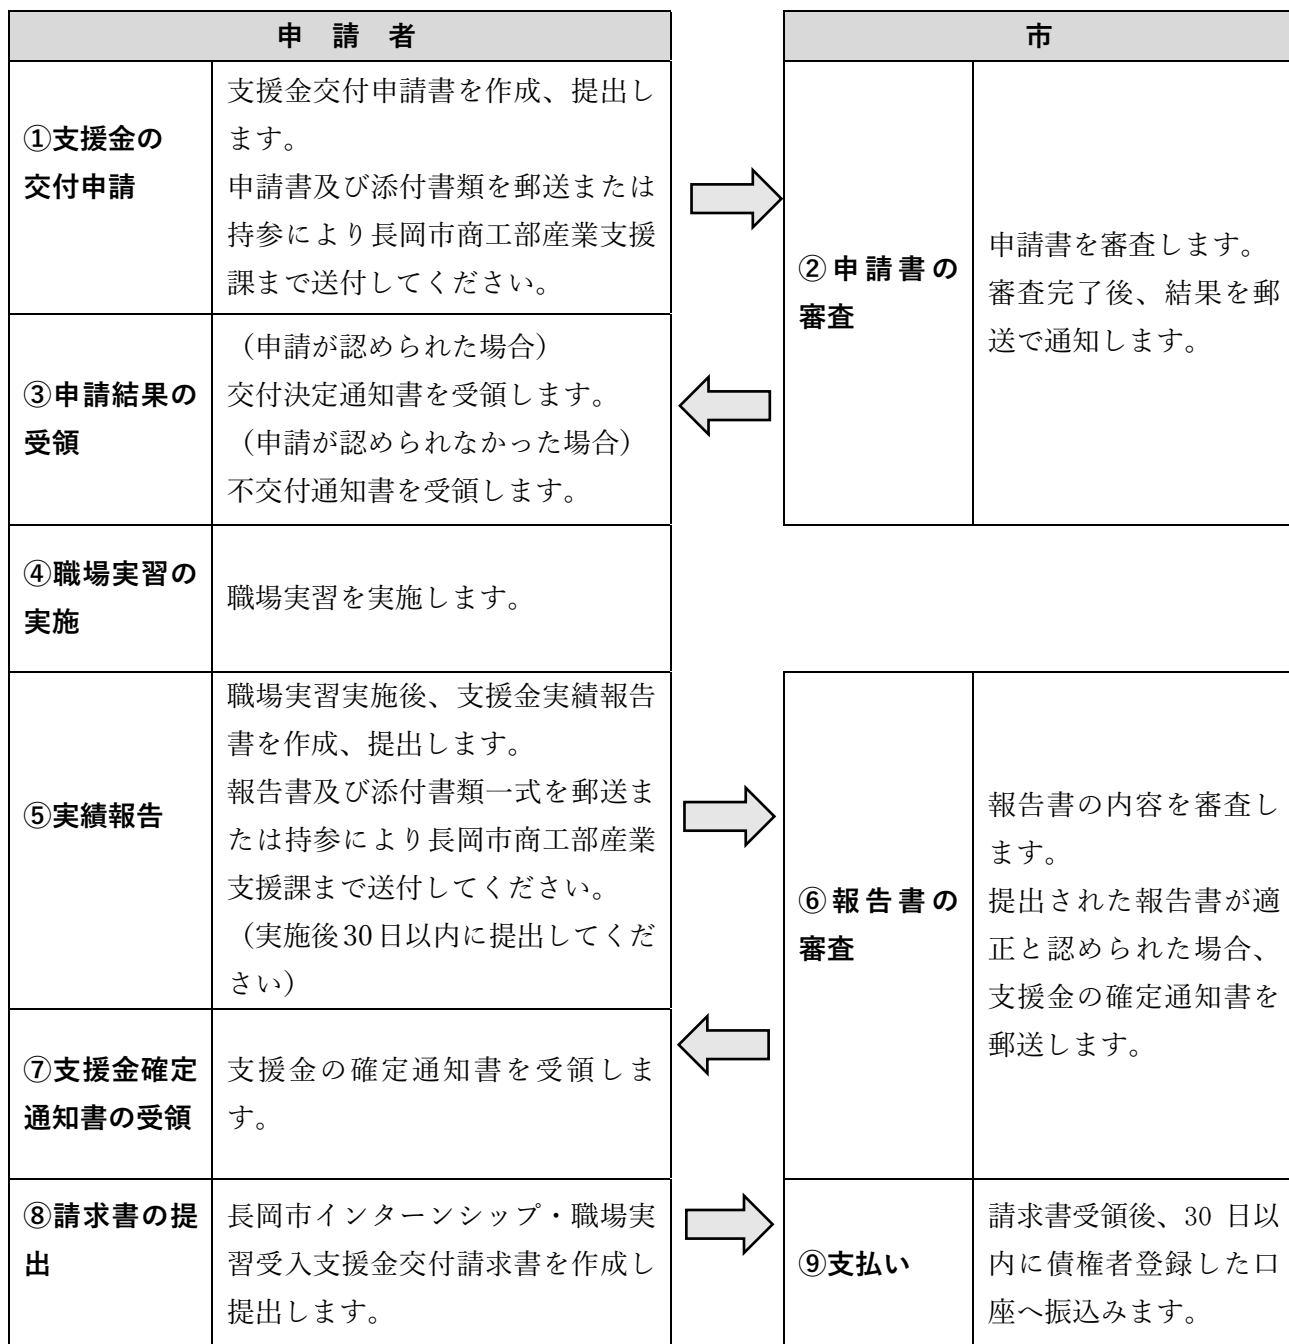 申　請　者
①支援金の
交付申請
支援金交付申請書を作成、提出し
ます。
申請書及び添付書類を郵送または
持参により長岡市商工部産業支援
課まで送付してください。
③申請結果の
受領
（申請が認められた場合）
交付決定通知書を受領します。
（申請が認められなかった場合）
不交付通知書を受領します。
④職場実習の
実施
職場実習を実施します。
⑤実績報告
職場実習実施後、支援金実績報告
書を作成、提出します。
報告書及び添付書類一式を郵送ま
たは持参により長岡市商工部産業
支援課まで送付してください。
（実施後30日以内に提出してくだ
さい）
⑦支援金確定
通知書の受領
支援金の確定通知書を受領しま
す。
⑧請求書の提
出
長岡市インターンシップ・職場実
習受入支援金交付請求書を作成し
提出します。
市
②申請書の
審査
申請書を審査します。
審査完了後、結果を郵
送で通知します。
⑥報告書の
審査
報告書の内容を審査し
ます。
提出された報告書が適
正と認められた場合、
支援金の確定通知書を
郵送します。
⑨支払い
請求書受領後、30 日以
内に債権者登録した口
座へ振込みます。